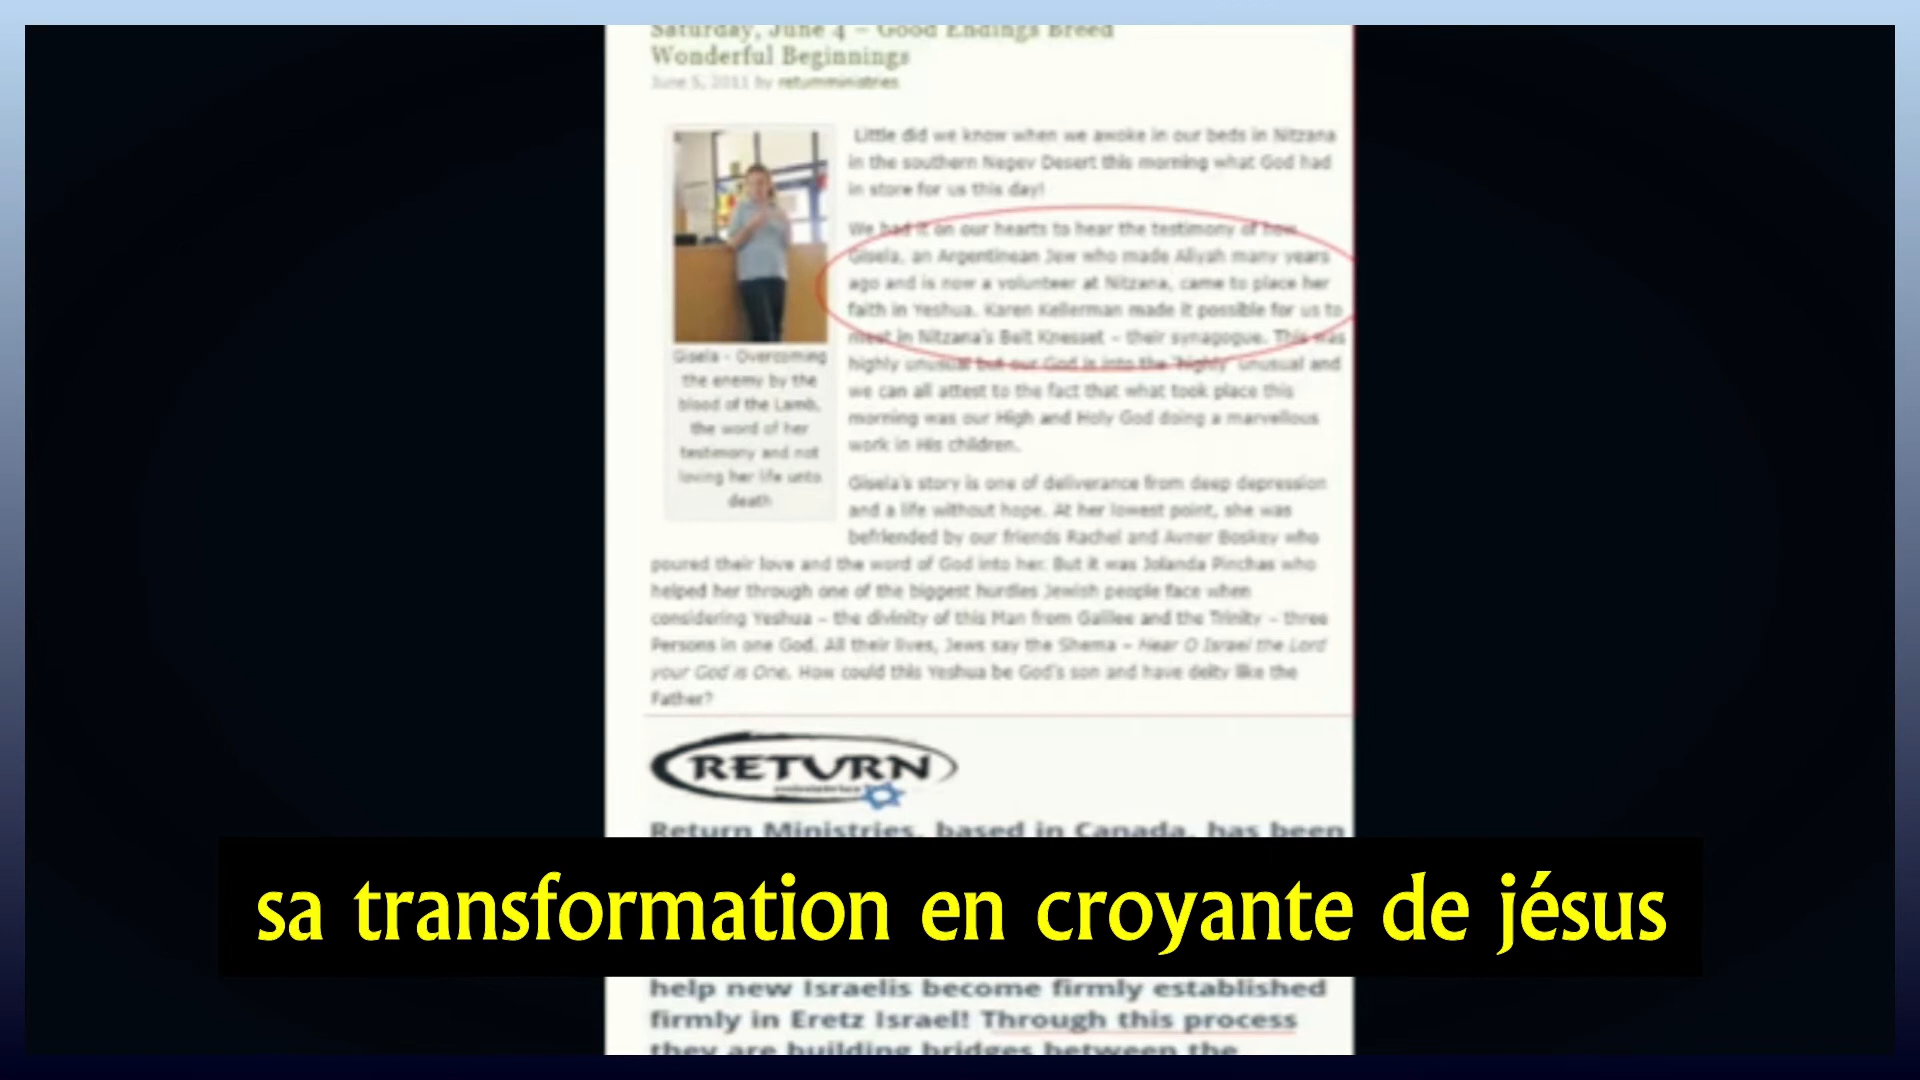 Saturday, June 4 – Good Endings Breed
Wonderful Beginnings
June 5, 2011 by returnministries
Little did we know when we awoke in our beds in Nitzana
in the southern Negev Desert this morning what God had
in store for us this day!
We had it on our hearts to hear the testimony of how
Gisela, an Argentinean Jew who made Aliyah many years
ago and is now a volunteer at Nitzana, came to place her
faith in Yeshua. Karen Kellerman made it possible for us to
meet in Nitzana's Beit Knesset – their synagogue. This was
highly unusual but our God is into the 'highly' unusual and
we can all attest to the fact that what took place this
morning was our High and Holy God doing a marvellous
work in His children.
Gisela - Overcoming
the enemy by the
blood of the Lamb,
the word of her
testimony and not
loving her life unto
death
Gisela's story is one of deliverance from deep depression
and a life without hope. At her lowest point, she was
befriended by our friends Rachel and Avner Boskey who
poured their love and the word of God into her. But it was Jolanda Pinchas who
helped her through one of the biggest hurdles Jewish people face when
considering Yeshua – the divinity of this Man from Galilee and the Trinity – three
Persons in one God. All their lives, Jews say the Shema – Hear O Israel the Lord
your God is One. How could this Yeshua be God's son and have deity like the
Father?
RETURN
Return Ministries, based in Canada, has been
sa transformation en croyante de jésus
help new Israelis become firmly established
firmly in Eretz Israel! Through this process
they are building bridges between the